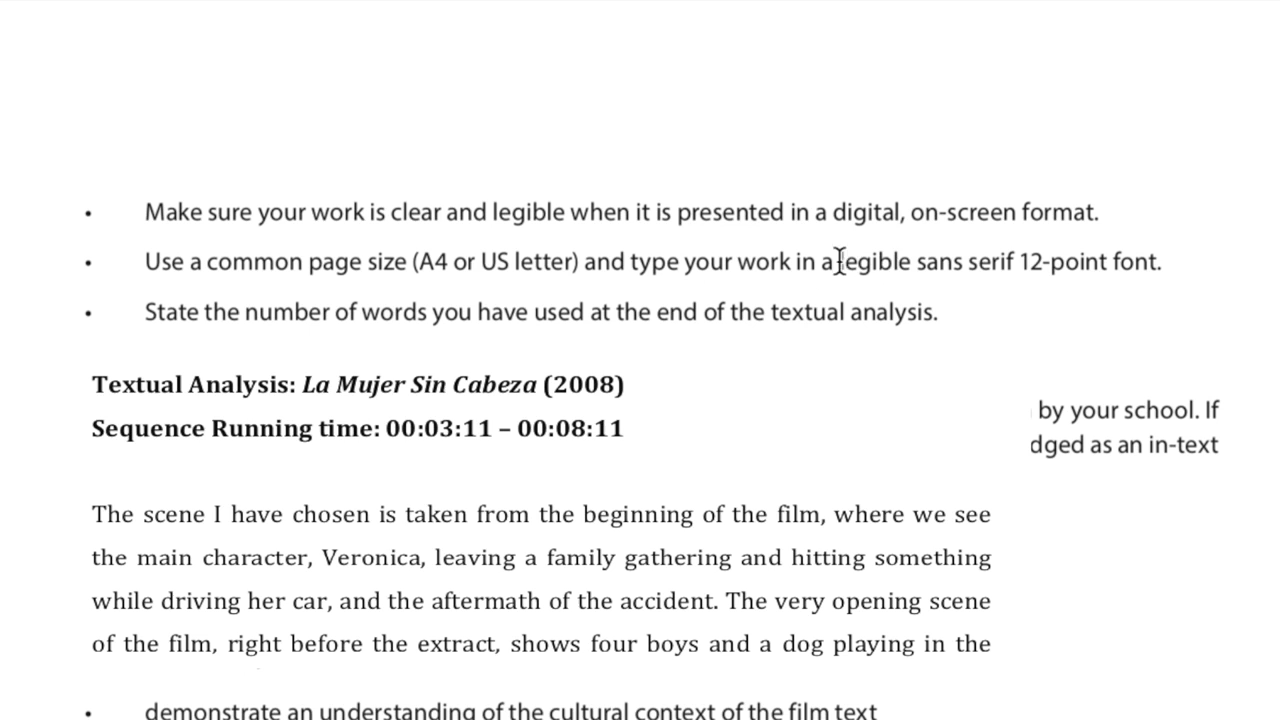 • Make sure your work is clear and legible when it is presented in a digital, on-screen format.
• Use a common page size (A4 or US letter) and type your work in a legible sans serif 12-point font.
• State the number of words you have used at the end of the textual analysis.
Textual Analysis: La Mujer Sin Cabeza (2008)
by your school. If
Sequence Running time: 00:03:11 – 00:08:11
dged as an in-text
The scene I have chosen is taken from the beginning of the film, where we see
the main character, Veronica, leaving a family gathering and hitting something
while driving her car, and the aftermath of the accident. The very opening scene
of the film, right before the extract, shows four boys and a dog playing in the
• demonstrate an understanding of the cultural context of the film text